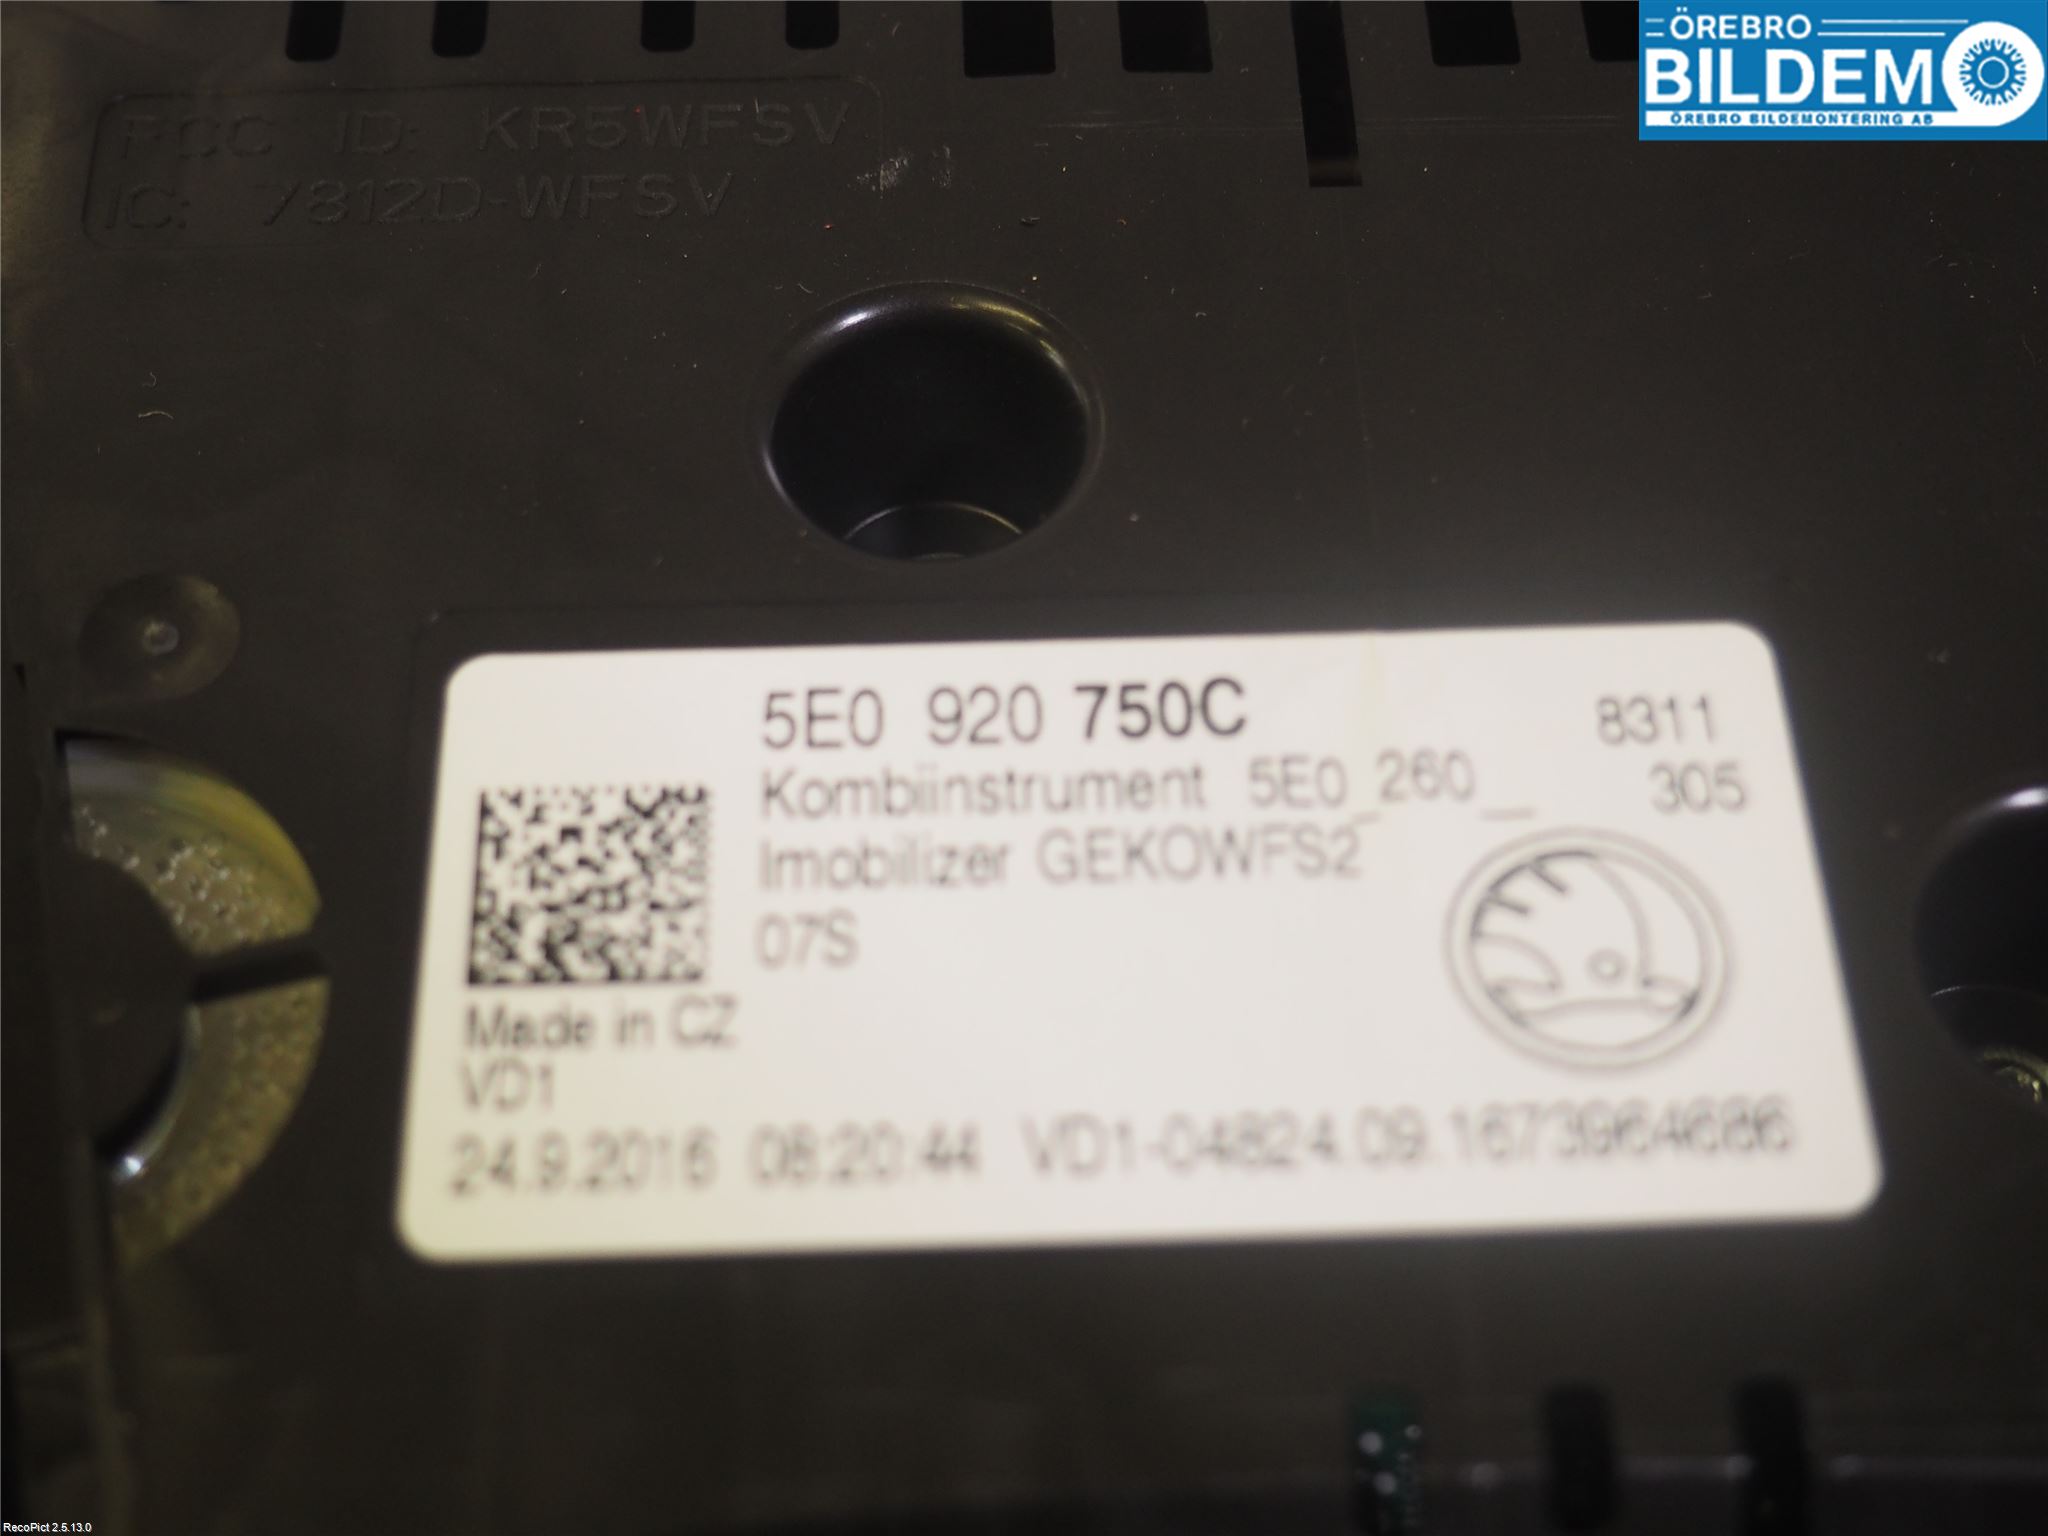 ÖREBRO
BILDEM
ÖREBRO BILDEMONTERING AB
FCC ID: KR5WFSV
IC: 7812D-WFSV
5E0 920 750C 8311
Kombiinstrument 5E0_260__ 305
Imobilizer GEKOWFS2
07S
Made in CZ
VD1
24.9.2016 08:20:44 VD1-04824.09.1673964686
RecoPict 2.5.13.0